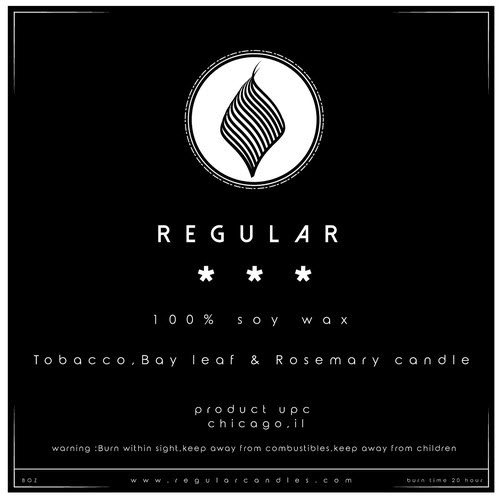 REGULAR
* * *
100% soy wax
Tobacco,Bay leaf & Rosemary candle
product upc
chicago,il
warning :Burn within sight,keep away from combustibles,keep away from children
8OZ
www.regularcandles.com
burn time 20 hour